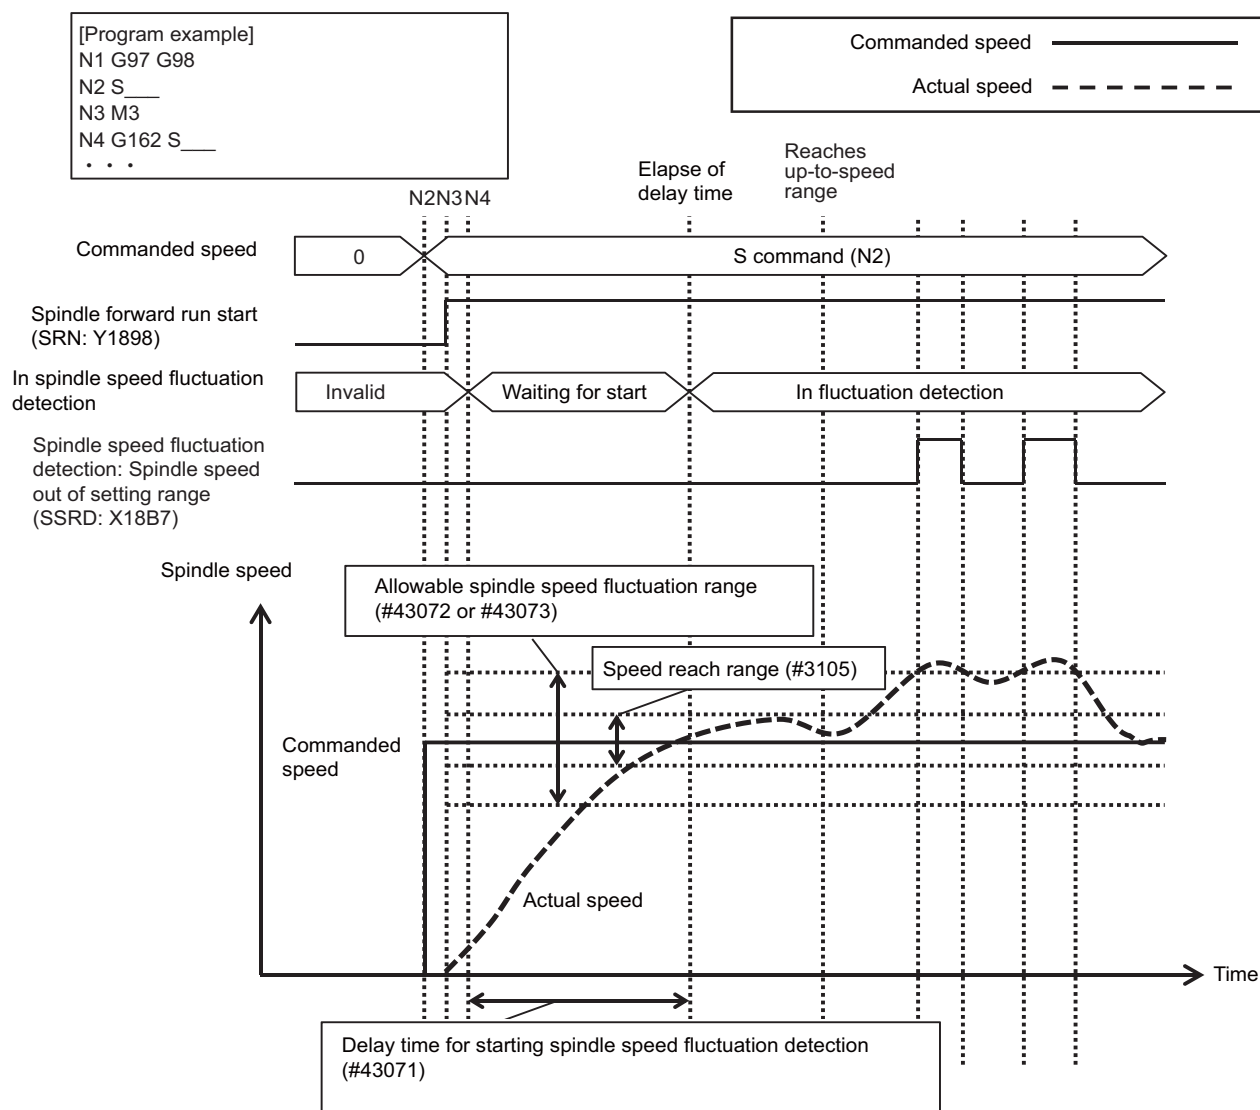 [Program example]
N1 G97 G98
N2 S___
N3 M3
N4 G162 S___
・ ・ ・
Commanded speed
Actual speed
Elapse of
delay time
Reaches
up-to-speed
range
N2 N3 N4
Commanded speed
0
S command (N2)
Spindle forward run start
(SRN: Y1898)
In spindle speed fluctuation
detection
Invalid
Waiting for start
In fluctuation detection
Spindle speed fluctuation
detection: Spindle speed
out of setting range
(SSRD: X18B7)
Spindle speed
Allowable spindle speed fluctuation range
(#43072 or #43073)
Speed reach range (#3105)
Commanded
speed
Actual speed
Time
Delay time for starting spindle speed fluctuation detection
(#43071)